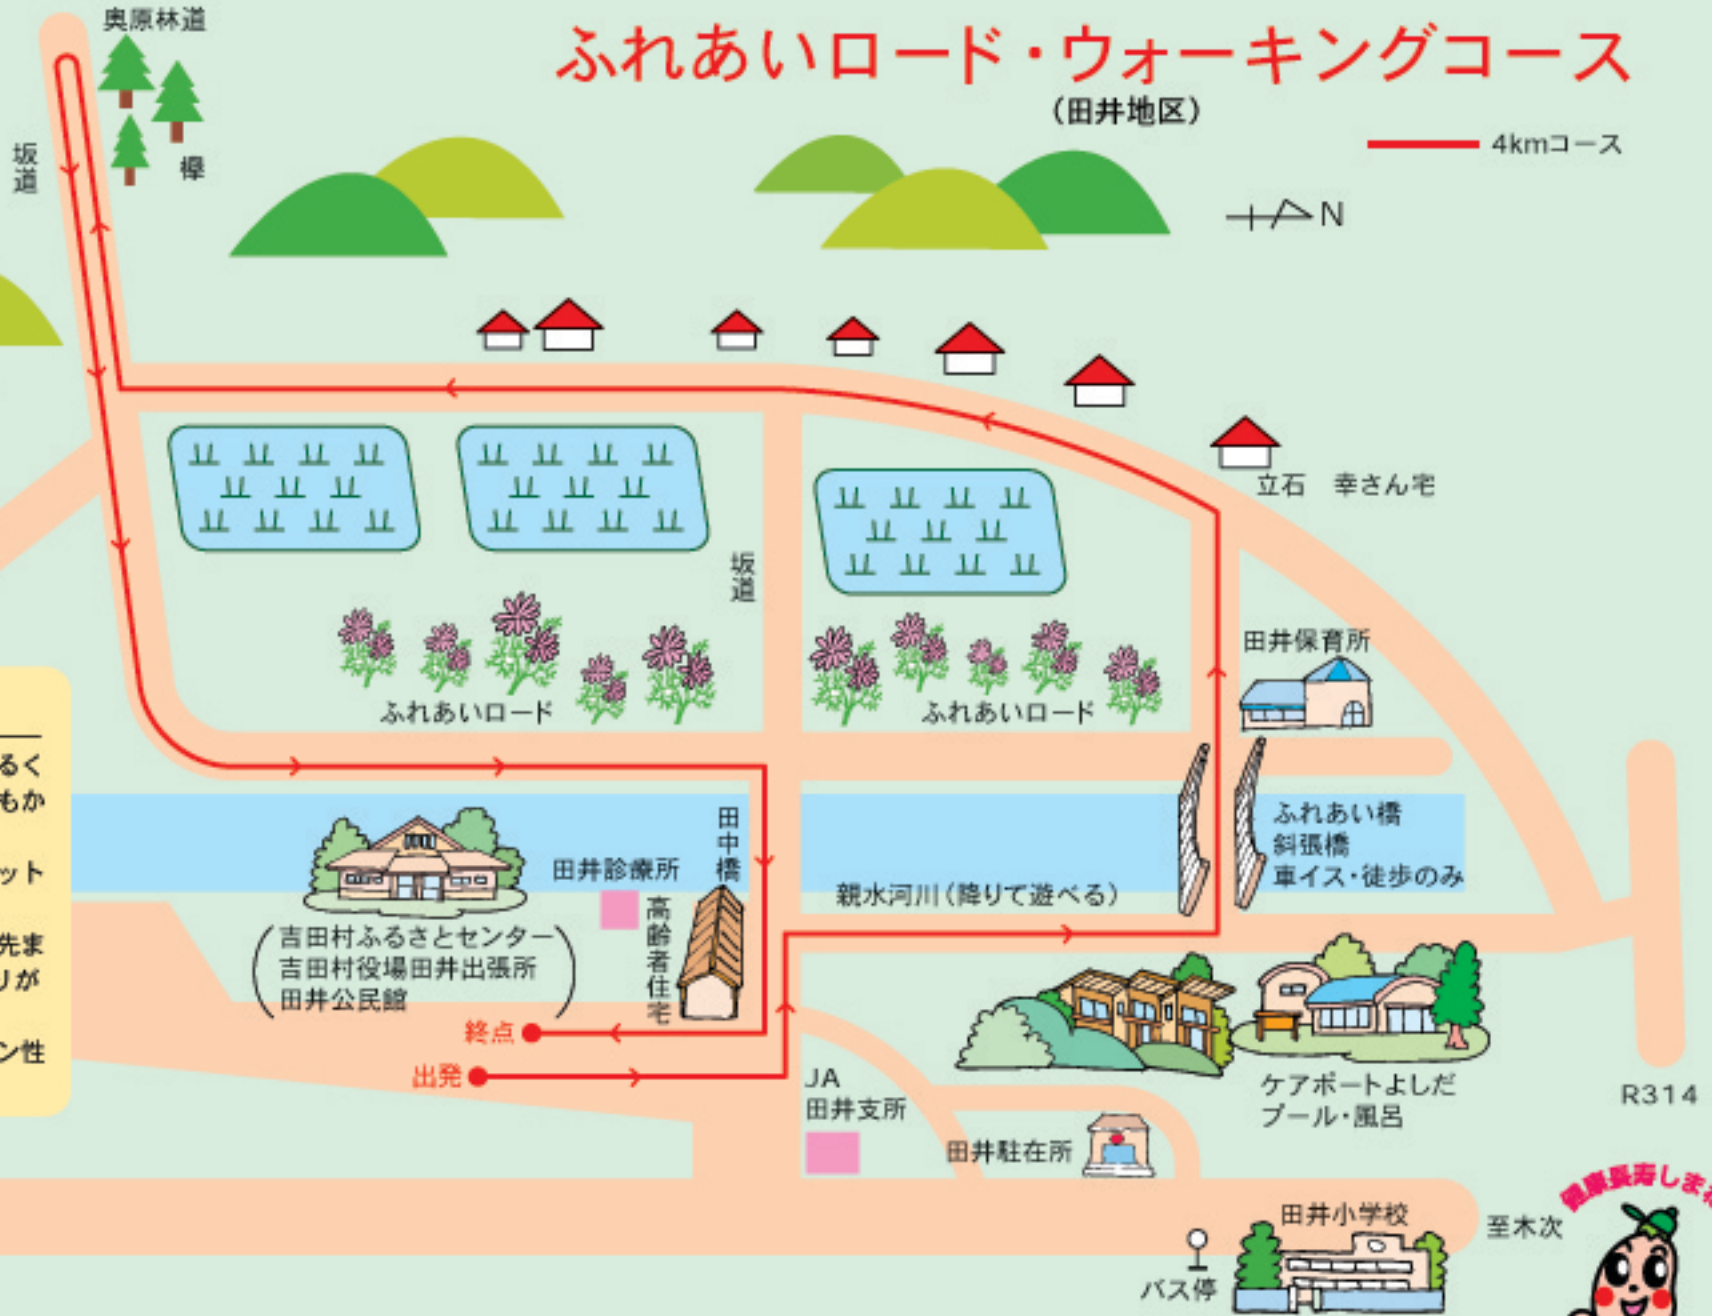 奥原林道
ふれあいロード・ウォーキングコース
（田井地区）
4kmコース
坂道
欅
N
立石　幸さん宅
坂道
田井保育所
ふれあいロード
ふれあいロード
るく
もか
ット
先ま
リが
ン性
田中橋
ふれあい橋
斜張橋
車イス・徒歩のみ
田井診療所
親水河川（降りて遊べる）
高齢者住宅
吉田村ふるさとセンター
吉田村役場田井出張所
田井公民館
終点
出発
JA
田井支所
ケアポートよしだ
プール・風呂
R314
田井駐在所
健康長寿しまね
田井小学校
至木次
バス停